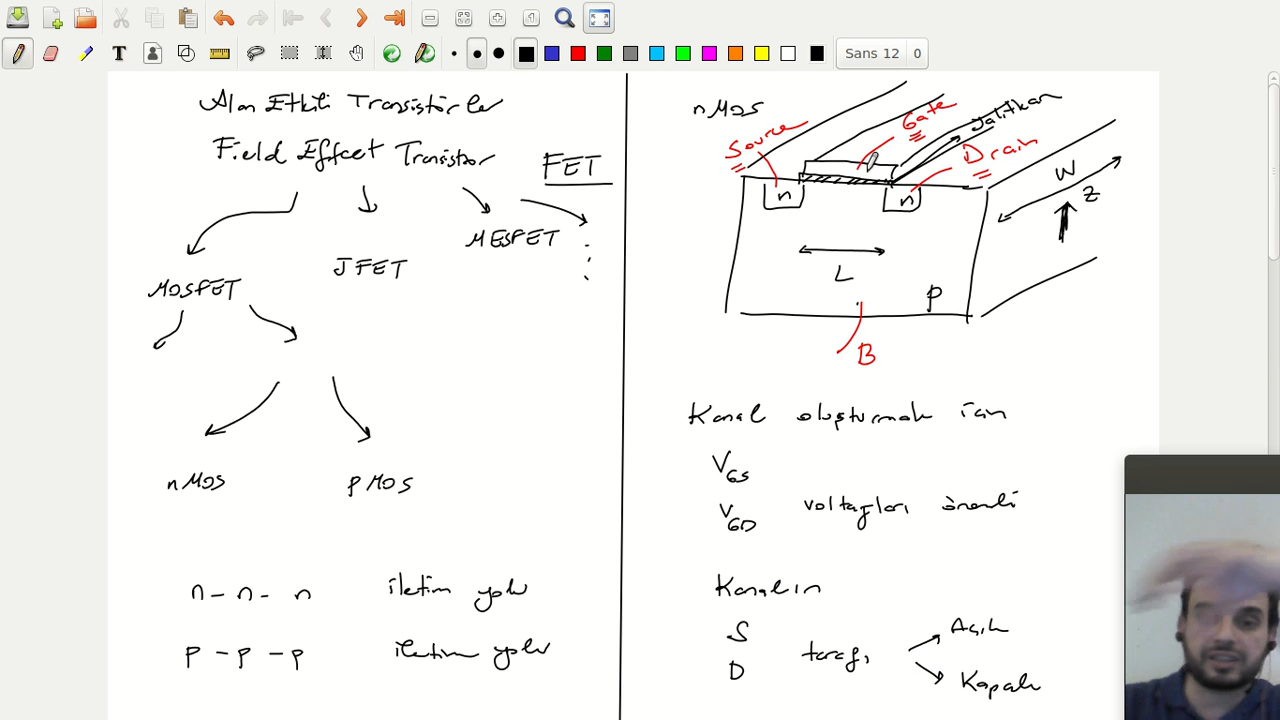 T
Sans 12 0
Alan Etkili Transistörler
Field Effect Transistor
FET
MOSFET
JFET
MESFET
nMOS
pMOS
n - n - n iletim yolu
p - p - p iletim yolu
nMOS
Source
Gate
Yalıtkan
Drain
n
n
W
Z
L
p
B
Kanal oluşturmak için
VGS
VGD
voltajları önemli
Kanalın
S
D
tarafı
Açık
Kapalı